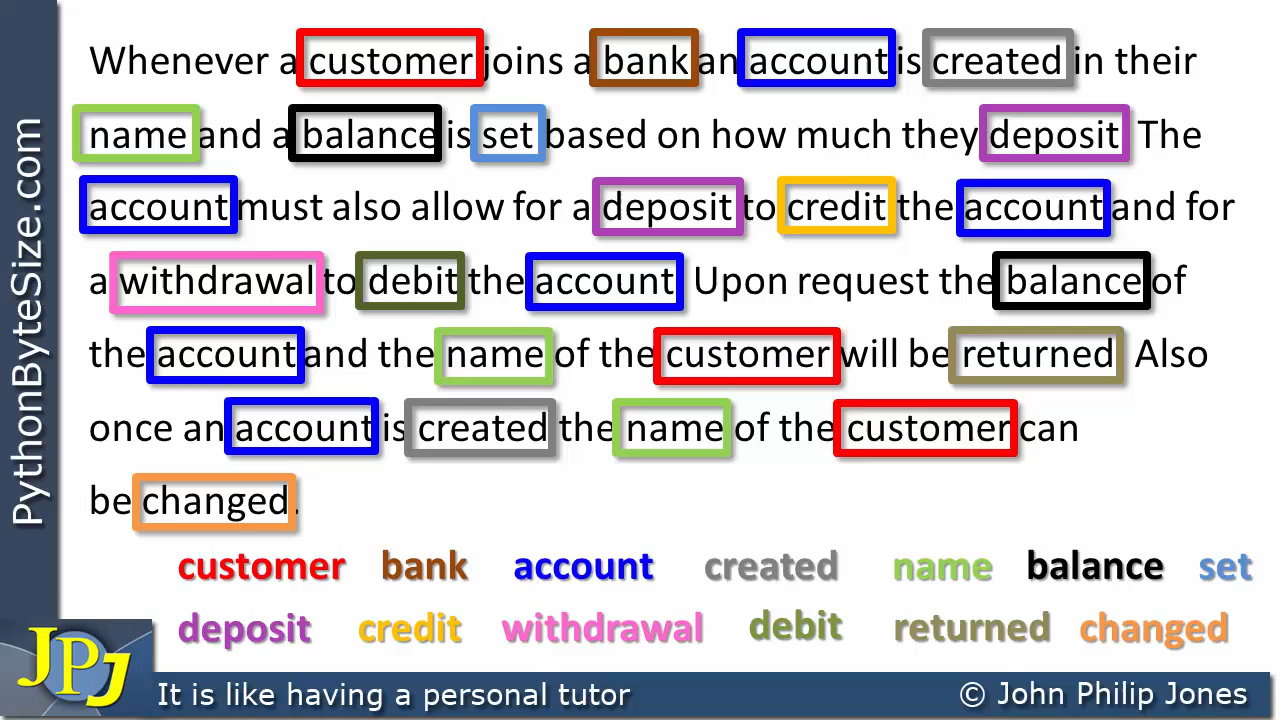 Whenever a customer joins a bank an account is created in their
name and a balance is set based on how much they deposit The
account must also allow for a deposit to credit the account and for
a withdrawal to debit the account Upon request the balance of
the account and the name of the customer will be returned Also
once an account is created the name of the customer can
be changed.
customer bank account created name balance set
deposit credit withdrawal debit returned changed
PythonByteSize.com
JPJ
It is like having a personal tutor
© John Philip Jones